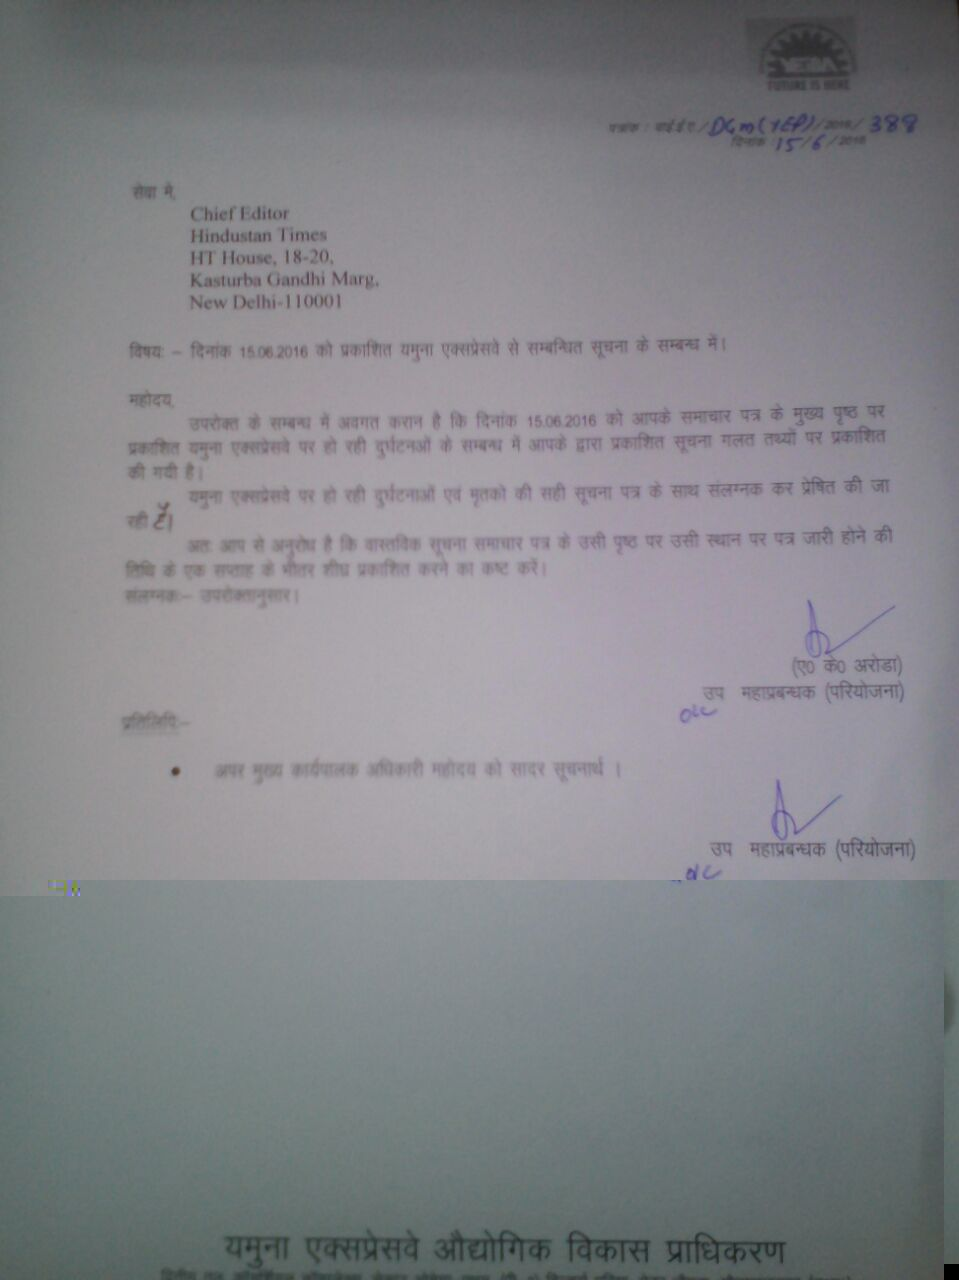 YEIDA
FUTURE IS HERE
पत्रांक : वाई.ई.ए./DGm(YEP)/2016/388
दिनांक :15/6/2016
सेवा में,
Chief Editor
Hindustan Times
HT House, 18-20,
Kasturba Gandhi Marg,
New Delhi-110001
विषयः – दिनांक 15.06.2016 को प्रकाशित यमुना एक्सप्रेसवे से सम्बन्धित सूचना के सम्बन्ध में।
महोदय,
उपरोक्त के सम्बन्ध में अवगत करान है कि दिनांक 15.06.2016 को आपके समाचार पत्र के मुख्य पृष्ठ पर
प्रकाशित यमुना एक्सप्रेसवे पर हो रही दुर्घटनओं के सम्बन्ध में आपके द्वारा प्रकाशित सूचना गलत तथ्यों पर प्रकाशित
की गयी है।
यमुना एक्सप्रेसवे पर हो रही दुर्घटनाओं एवं मृतको की सही सूचना पत्र के साथ संलग्नक कर प्रेषित की जा
रही है।
अतः आप से अनुरोध है कि वास्तविक सूचना समाचार पत्र के उसी पृष्ठ पर उसी स्थान पर पत्र जारी होने की
तिथि के एक सप्ताह के भीतर शीघ्र प्रकाशित करने का कष्ट करें।
संलग्नकः– उपरोक्तानुसार।
(ए0 के0 अरोडा)
उप महाप्रबन्धक (परियोजना)
प्रतिलिपिः–
• अपर मुख्य कार्यपालक अधिकारी महोदय को सादर सूचनार्थ ।
उप महाप्रबन्धक (परियोजना)
यमुना एक्सप्रेसवे औद्योगिक विकास प्राधिकरण